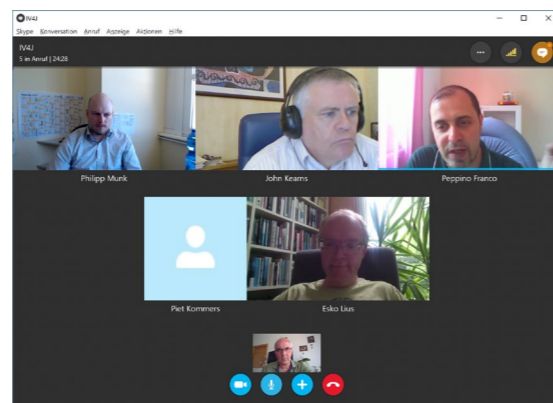 IV4J
Skype Konversation Anruf Anzeige Aktionen Hilfe
IV4J
5 in Anruf | 24:28
Philipp Munk
John Kearns
Peppino Franco
Piet Kommers
Esko Lius